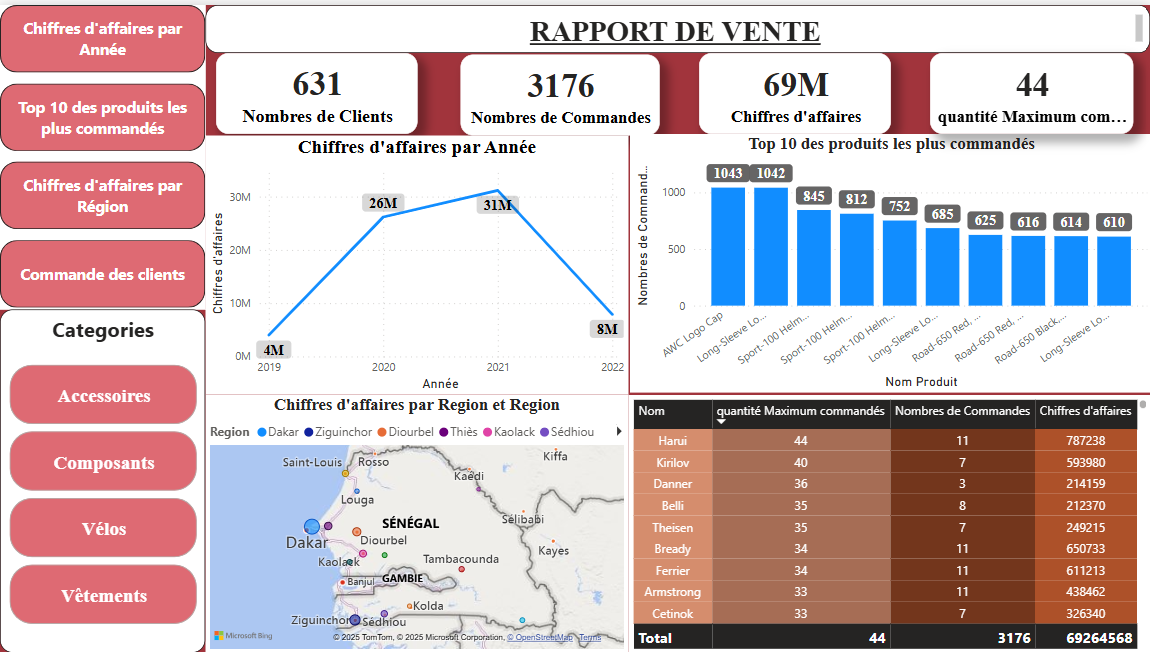 Chiffres d'affaires par
Année
Top 10 des produits les
plus commandés
Chiffres d'affaires par
Région
Commande des clients
Categories
Accessoires
Composants
Vélos
Vêtements
RAPPORT DE VENTE
631
Nombres de Clients
3176
Nombres de Commandes
69M
Chiffres d'affaires
44
quantité Maximum com...
Chiffres d'affaires par Année
Chiffres d'affaires
30M
20M
10M
0M
4M
26M
31M
8M
2019 2020 2021 2022
Année
Top 10 des produits les plus commandés
Nombres de Command...
1000
500
0
1043 1042 845 812 752 685 625 616 614 610
AWC Logo Cap
Long-Sleeve Lo...
Sport-100 Helm...
Sport-100 Helm...
Sport-100 Helm...
Long-Sleeve Lo...
Road-650 Red, ...
Road-650 Red, ...
Road-650 Black,...
Long-Sleeve Lo...
Nom Produit
Chiffres d'affaires par Region et Region
Region Dakar Ziguinchor Diourbel Thiès Kaolack Sédhiou
Saint-Louis
Rosso
Kiffa
Kaédi
Louga
Sélibabi
SÉNÉGAL
Dakar
Diourbel
Kayes
Kaolack
Tambacounda
Banjul
GAMBIE
Kolda
Ziguinchor
Sédhiou
Microsoft Bing
© 2025 TomTom, © 2025 Microsoft Corporation, © OpenStreetMap Terms
Nom quantité Maximum commandés Nombres de Commandes Chiffres d'affaires
Harui 44 11 787238
Kirilov 40 7 593980
Danner 36 3 214159
Belli 35 8 212370
Theisen 35 7 249215
Bready 34 11 650733
Ferrier 34 11 611213
Armstrong 33 11 438462
Cetinok 33 7 326340
Total 44 3176 69264568